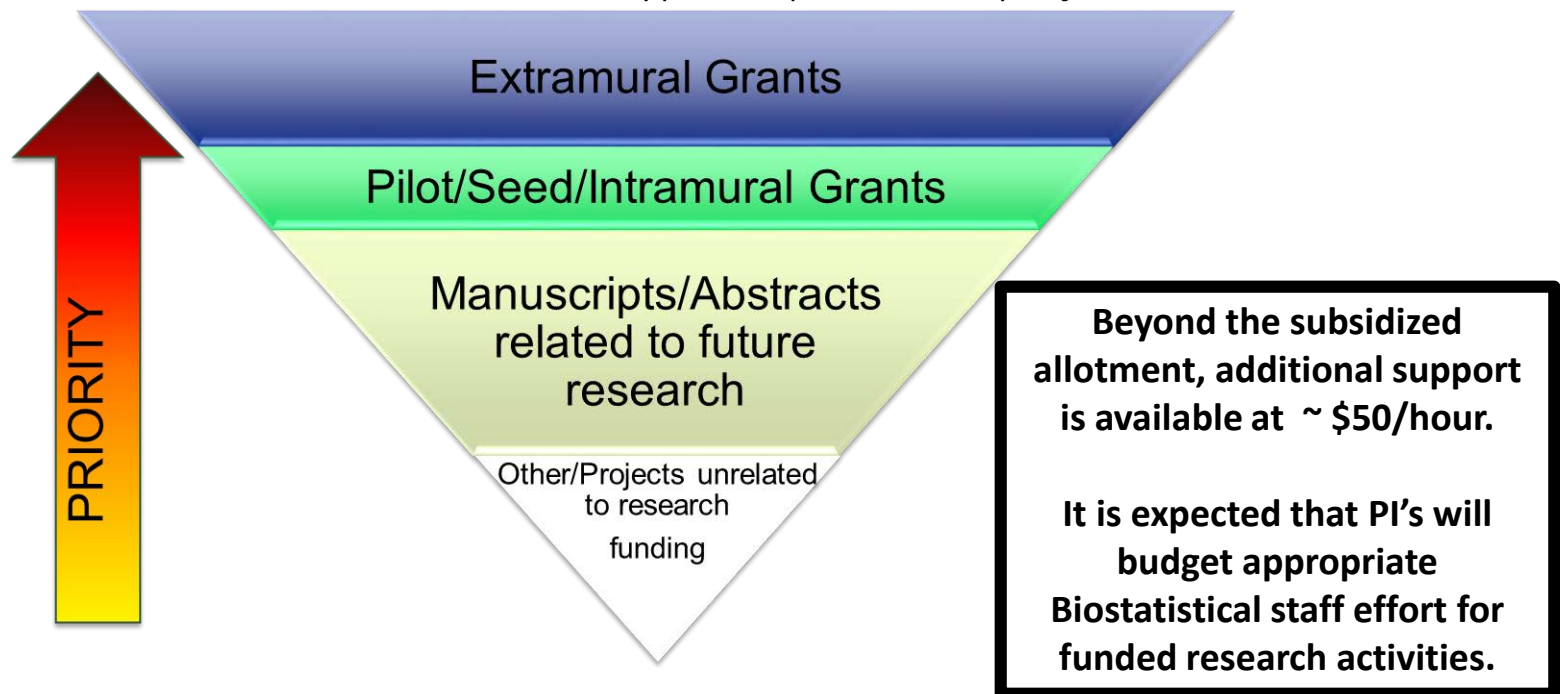 Extramural Grants
Pilot/Seed/Intramural Grants
Manuscripts/Abstracts
related to future
research
Other/Projects unrelated
to research
funding
PRIORITY
Beyond the subsidized
allotment, additional support
is available at ~ $50/hour.
It is expected that PI's will
budget appropriate
Biostatistical staff effort for
funded research activities.